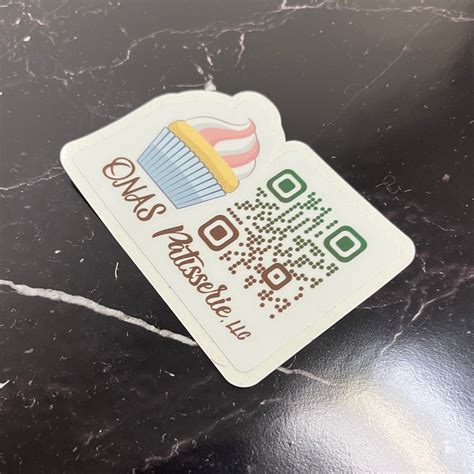 ONAS Patisserie, LLC